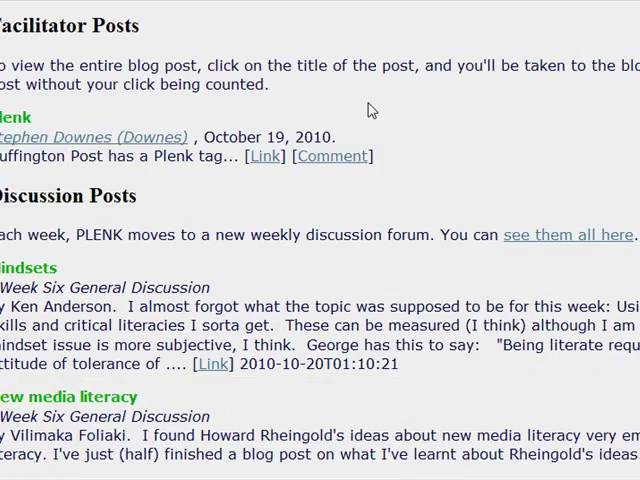 acilitator Posts
o view the entire blog post, click on the title of the post, and you'll be taken to the blo
ost without your click being counted.
lenk
tephen Downes (Downes) , October 19, 2010.
uffington Post has a Plenk tag... [Link] [Comment]
Discussion Posts
ach week, PLENK moves to a new weekly discussion forum. You can see them all here.
indsets
Week Six General Discussion
y Ken Anderson.  I almost forgot what the topic was supposed to be for this week: Usi
kills and critical literacies I sorta get.  These can be measured (I think) although I am
indset issue is more subjective, I think.  George has this to say:   "Being literate requ
ttitude of tolerance of .... [Link] 2010-10-20T01:10:21
ew media literacy
Week Six General Discussion
y Vilimaka Foliaki.  I found Howard Rheingold's ideas about new media literacy very em
teracy. I've just (half) finished a blog post on what I've learnt about Rheingold's ideas.